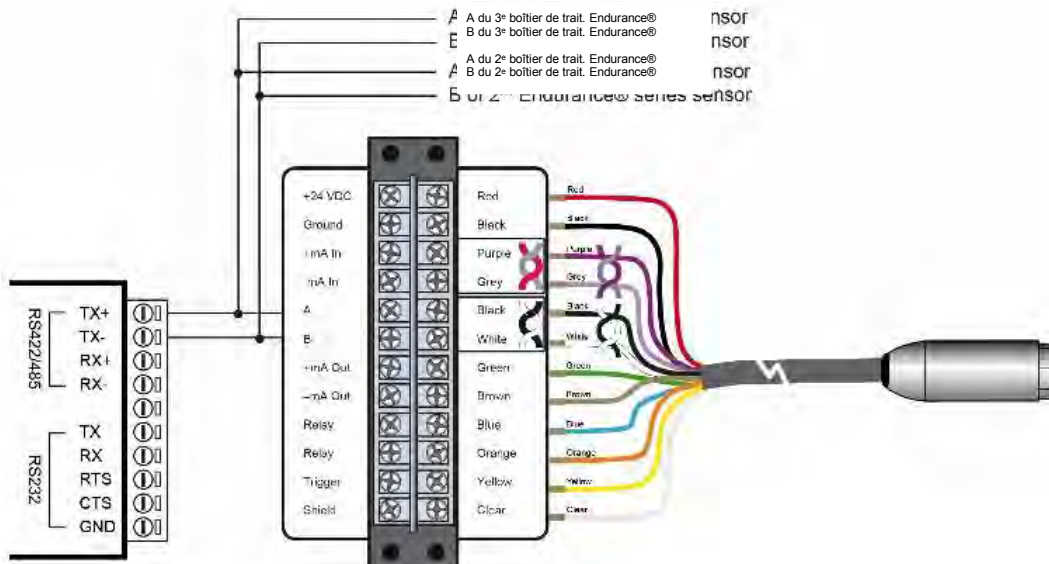 A du 3e boîtier de trait. Endurance® nsor
B du 3e boîtier de trait. Endurance® nsor
A du 2e boîtier de trait. Endurance® nsor
B du 2e boîtier de trait. Endurance®
Endurance® series sensor
RS422/485
TX+
TX-
RX+
RX-
RS232
TX
RX
RTS
CTS
GND
+24 VDC
Ground
+mA In
-mA In
A
B
+mA Out
-mA Out
Relay
Relay
Trigger
Shield
Red
Black
Purple
Grey
Black
White
Green
Brown
Blue
Orange
Yellow
Clear
Red
Black
Purple
Grey
Black
White
Green
Brown
Blue
Orange
Yellow
Clear